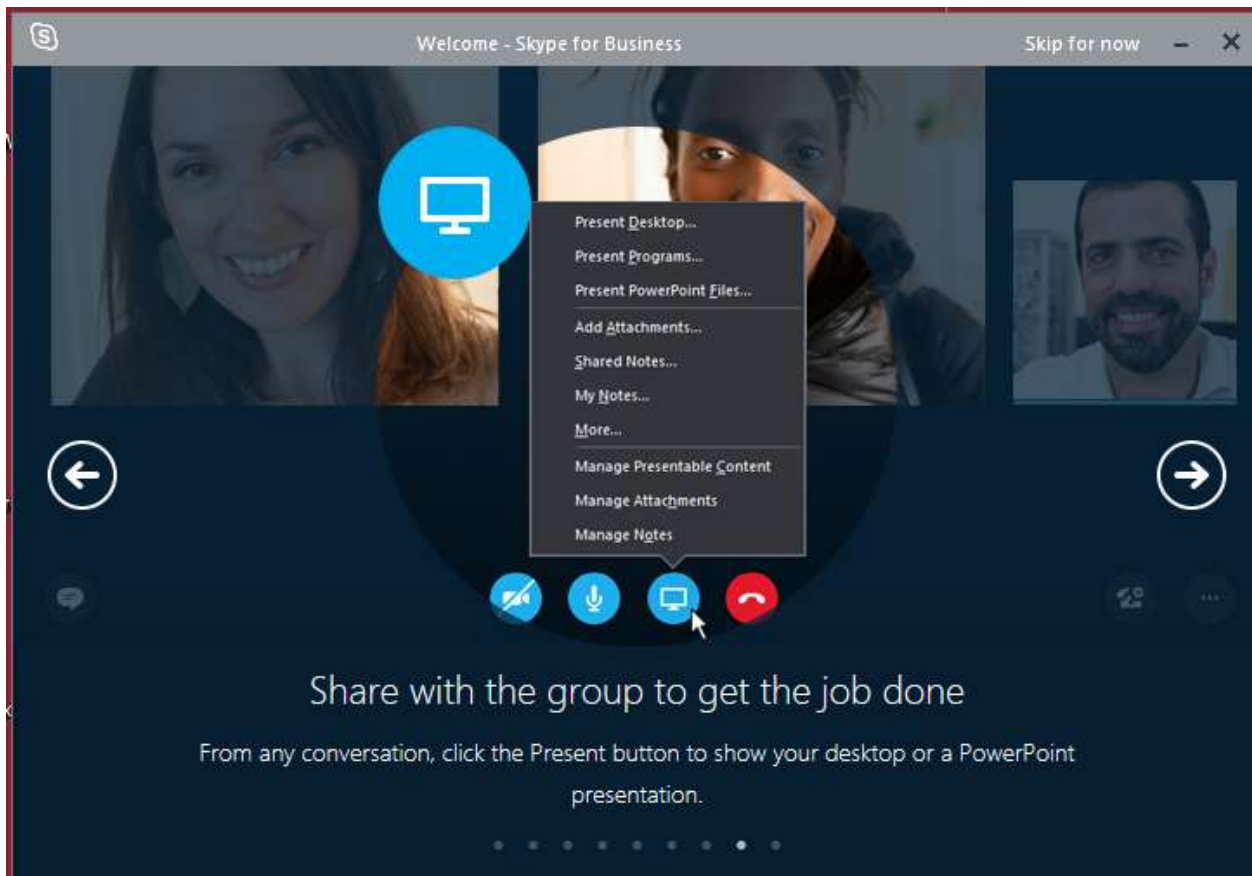 Welcome - Skype for Business
Skip for now
Present Desktop...
Present Programs...
Present PowerPoint Files...
Add Attachments...
Shared Notes...
My Notes...
More...
Manage Presentable Content
Manage Attachments
Manage Notes
Share with the group to get the job done
From any conversation, click the Present button to show your desktop or a PowerPoint
presentation.